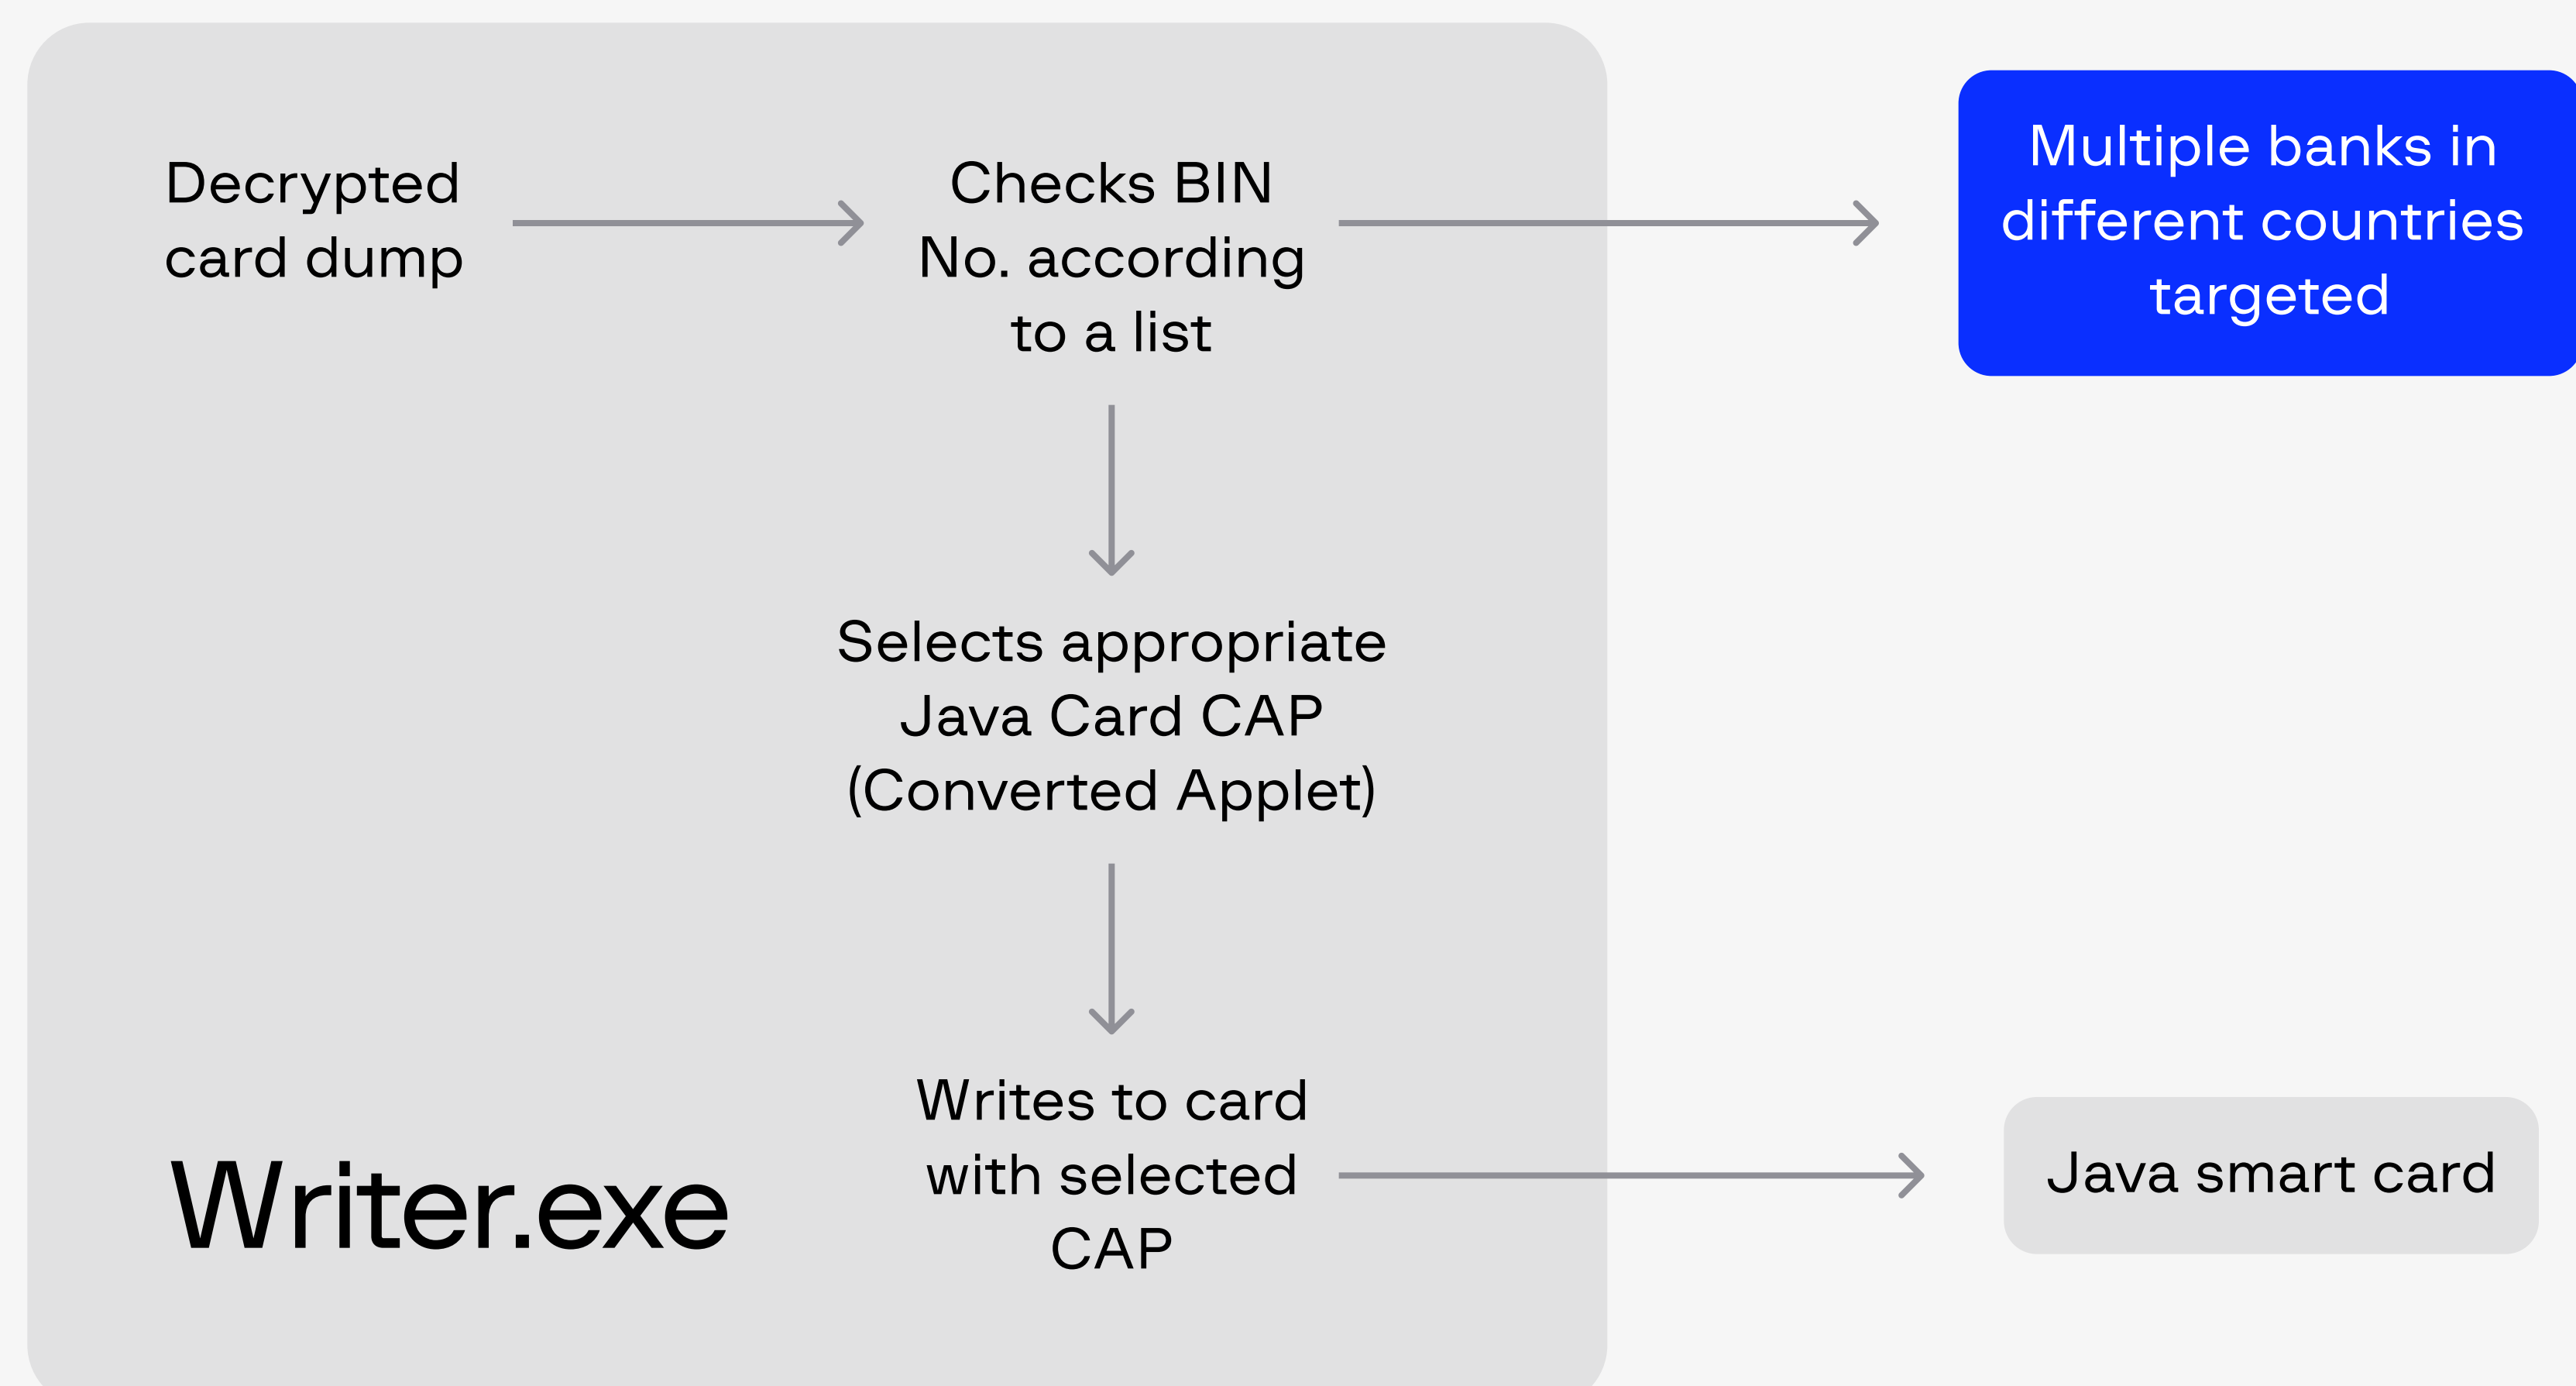 Decrypted
card dump
Checks BIN
No. according
to a list
Multiple banks in
different countries
targeted
Selects appropriate
Java Card CAP
(Converted Applet)
Writes to card
with selected
CAP
Java smart card
Writer.exe